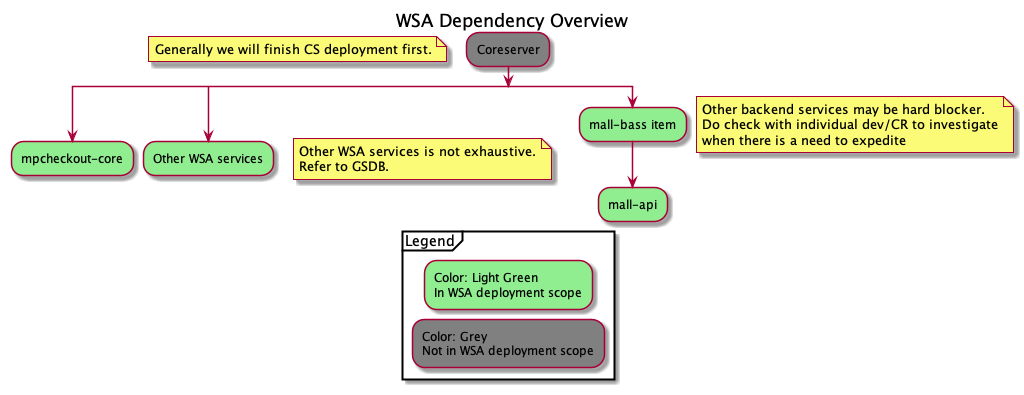 WSA Dependency Overview
Generally we will finish CS deployment first.
Coreserver
mpcheckout-core
Other WSA services
Other WSA services is not exhaustive.
Refer to GSDB.
mall-bass item
Other backend services may be hard blocker.
Do check with individual dev/CR to investigate
when there is a need to expedite
mall-api
Legend
Color: Light Green
In WSA deployment scope
Color: Grey
Not in WSA deployment scope